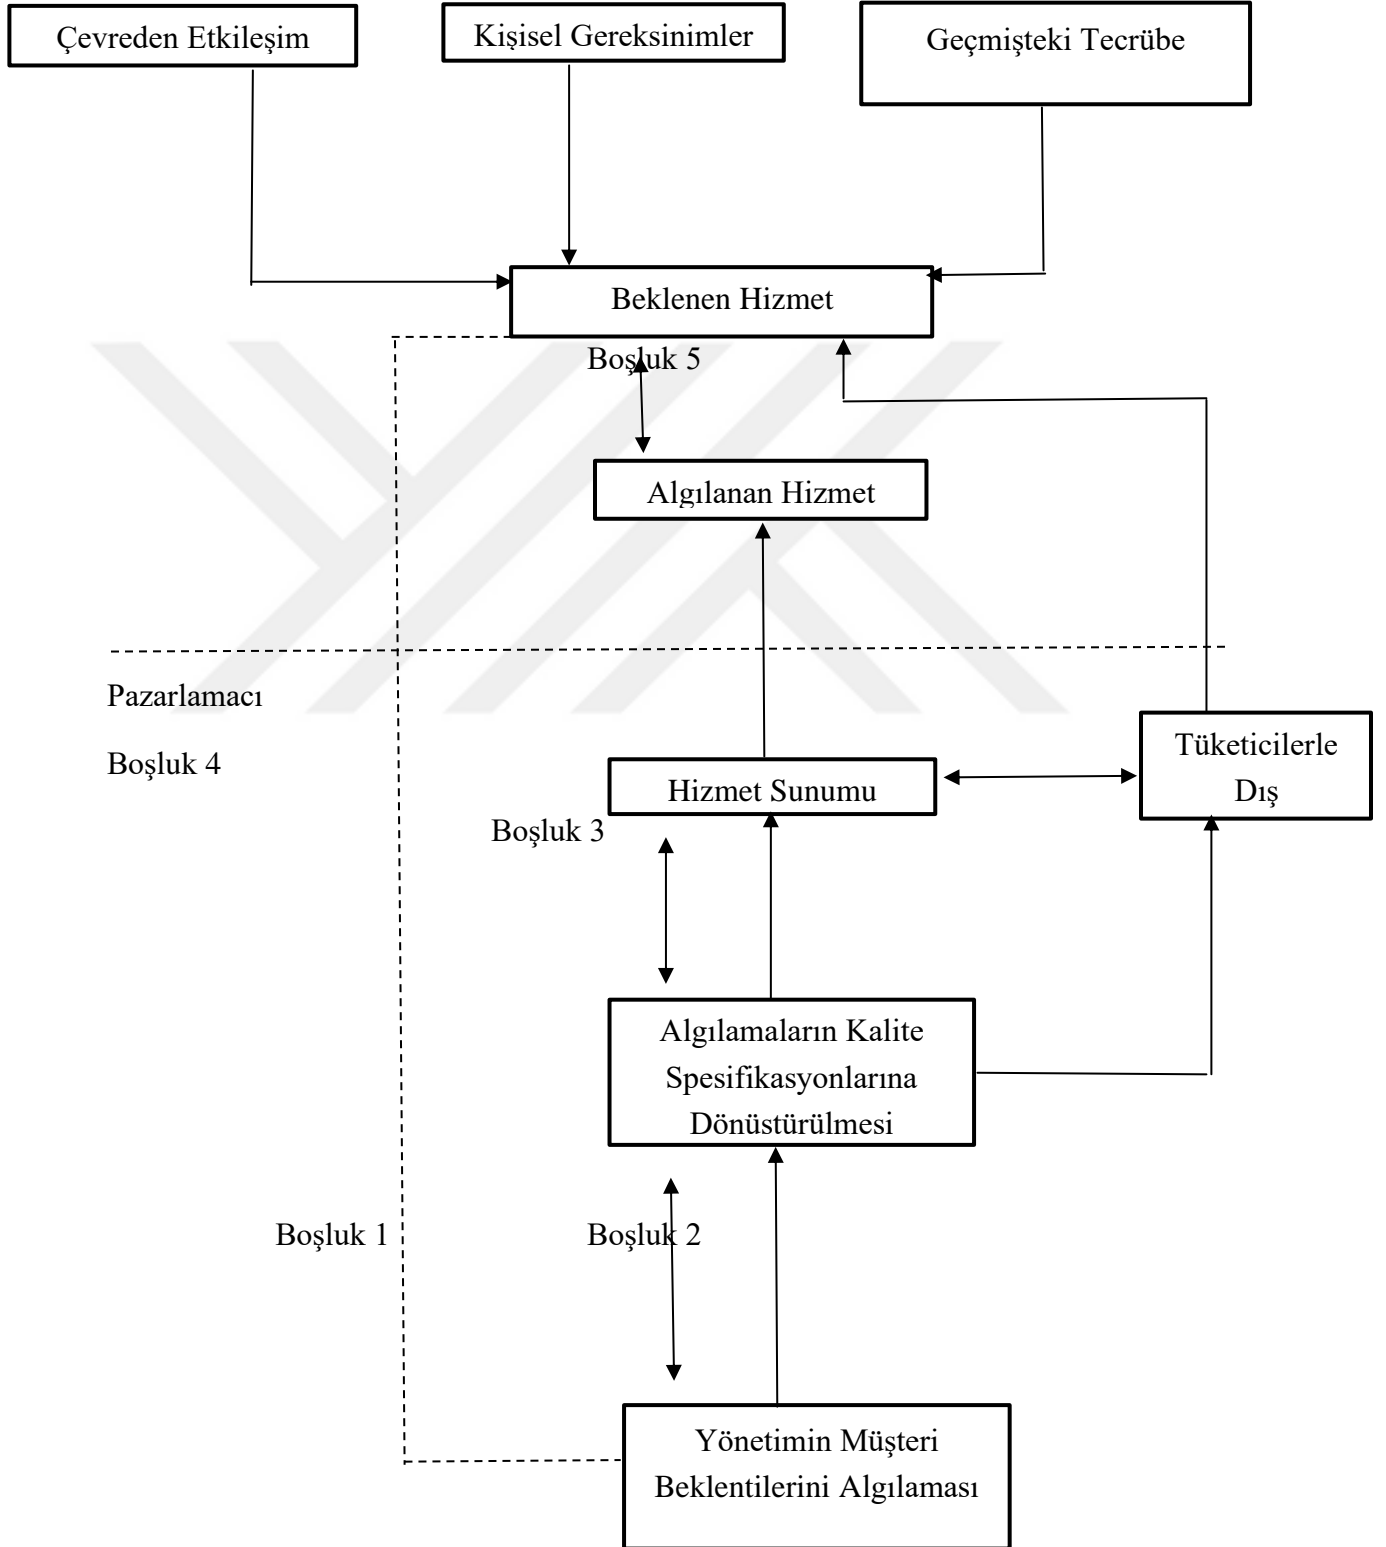 Çevreden Etkileşim
Kişisel Gereksinimler
Geçmişteki Tecrübe
Beklenen Hizmet
Boşluk 5
Algılanan Hizmet
Pazarlamacı
Boşluk 4
Tüketicilerle
Dış
Hizmet Sunumu
Boşluk 3
Algılamaların Kalite
Spesifikasyonlarına
Dönüstürülmesi
Boşluk 1
Boşluk 2
Yönetimin Müşteri
Beklentilerini Algılaması